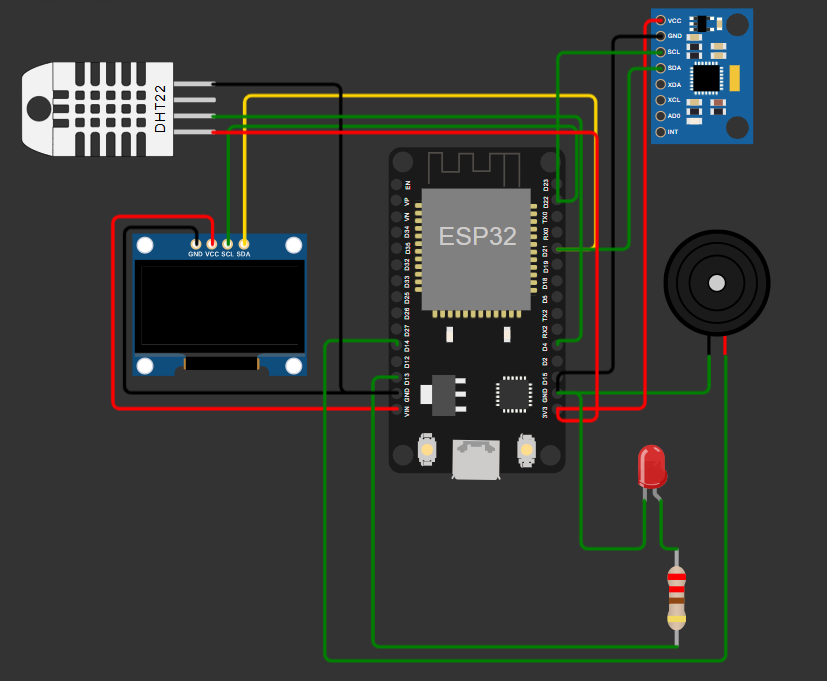 VCC
GND
SCL
SDA
XDA
XCL
AD0
INT
DHT22
GND VCC SCL SDA
ESP32
EN
VP
VN
D34
D35
D32
D33
D25
D26
D27
D14
D12
D13
GND
VIN
D23
D22
TX0
RX0
D21
D19
D18
D5
TX2
RX2
D4
D2
D15
GND
3V3